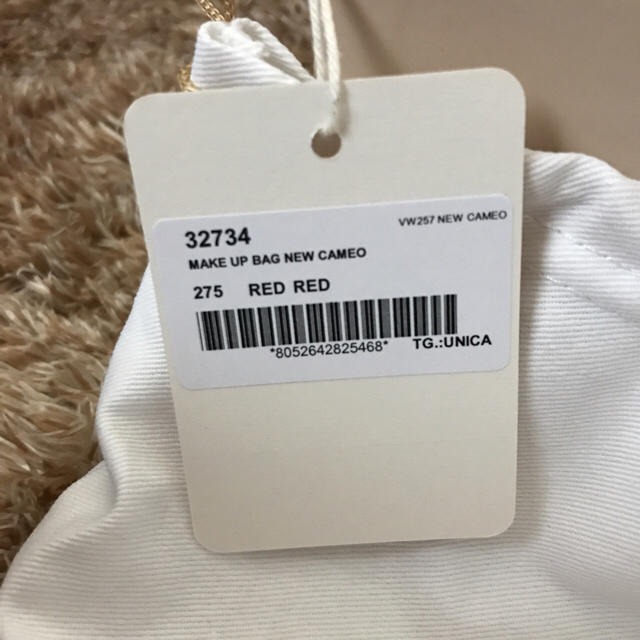 VW257 NEW CAMEO
32734
MAKE UP BAG NEW CAMEO
275 RED RED
*8052642825468* TG.:UNICA